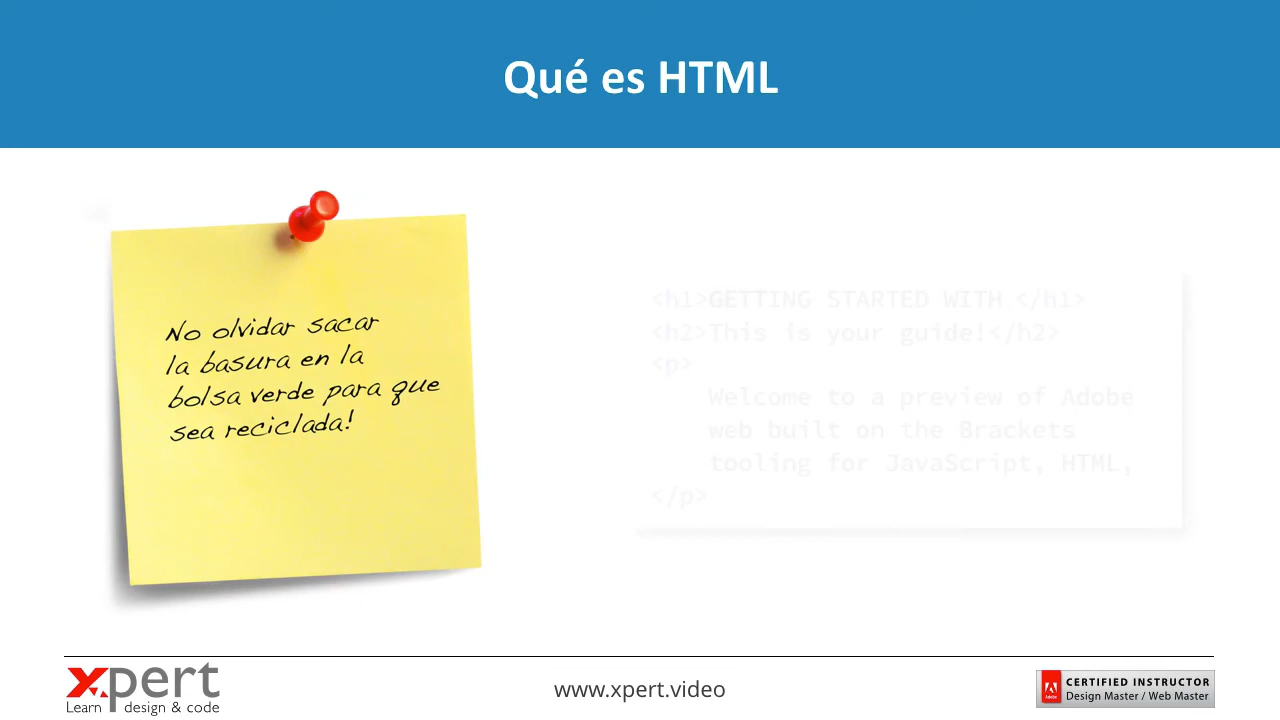 Qué es HTML
No olvidar sacar
la basura en la
bolsa verde para que
sea reciclada!
<h1>GETTING STARTED WITH </h1>
<h2>This is your guide!</h2>
<p>
Welcome to a preview of Adobe
web built on the Brackets
tooling for JavaScript, HTML,
</p>
xpert
Learn design & code
www.xpert.video
Adobe
CERTIFIED INSTRUCTOR
Design Master / Web Master